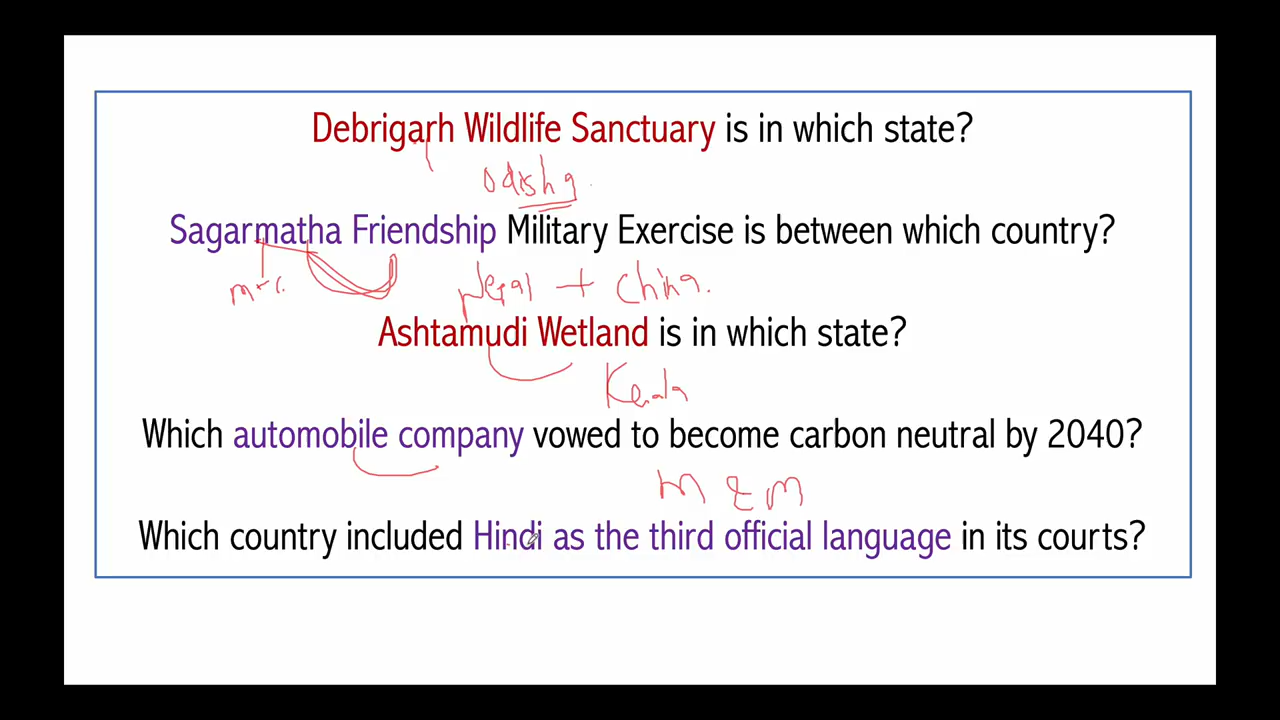 Debrigarh Wildlife Sanctuary is in which state?
Odisha
Sagarmatha Friendship Military Exercise is between which country?
Nepal + China.
Ashtamudi Wetland is in which state?
Kerala
Which automobile company vowed to become carbon neutral by 2040?
M & M
Which country included Hindi as the third official language in its courts?